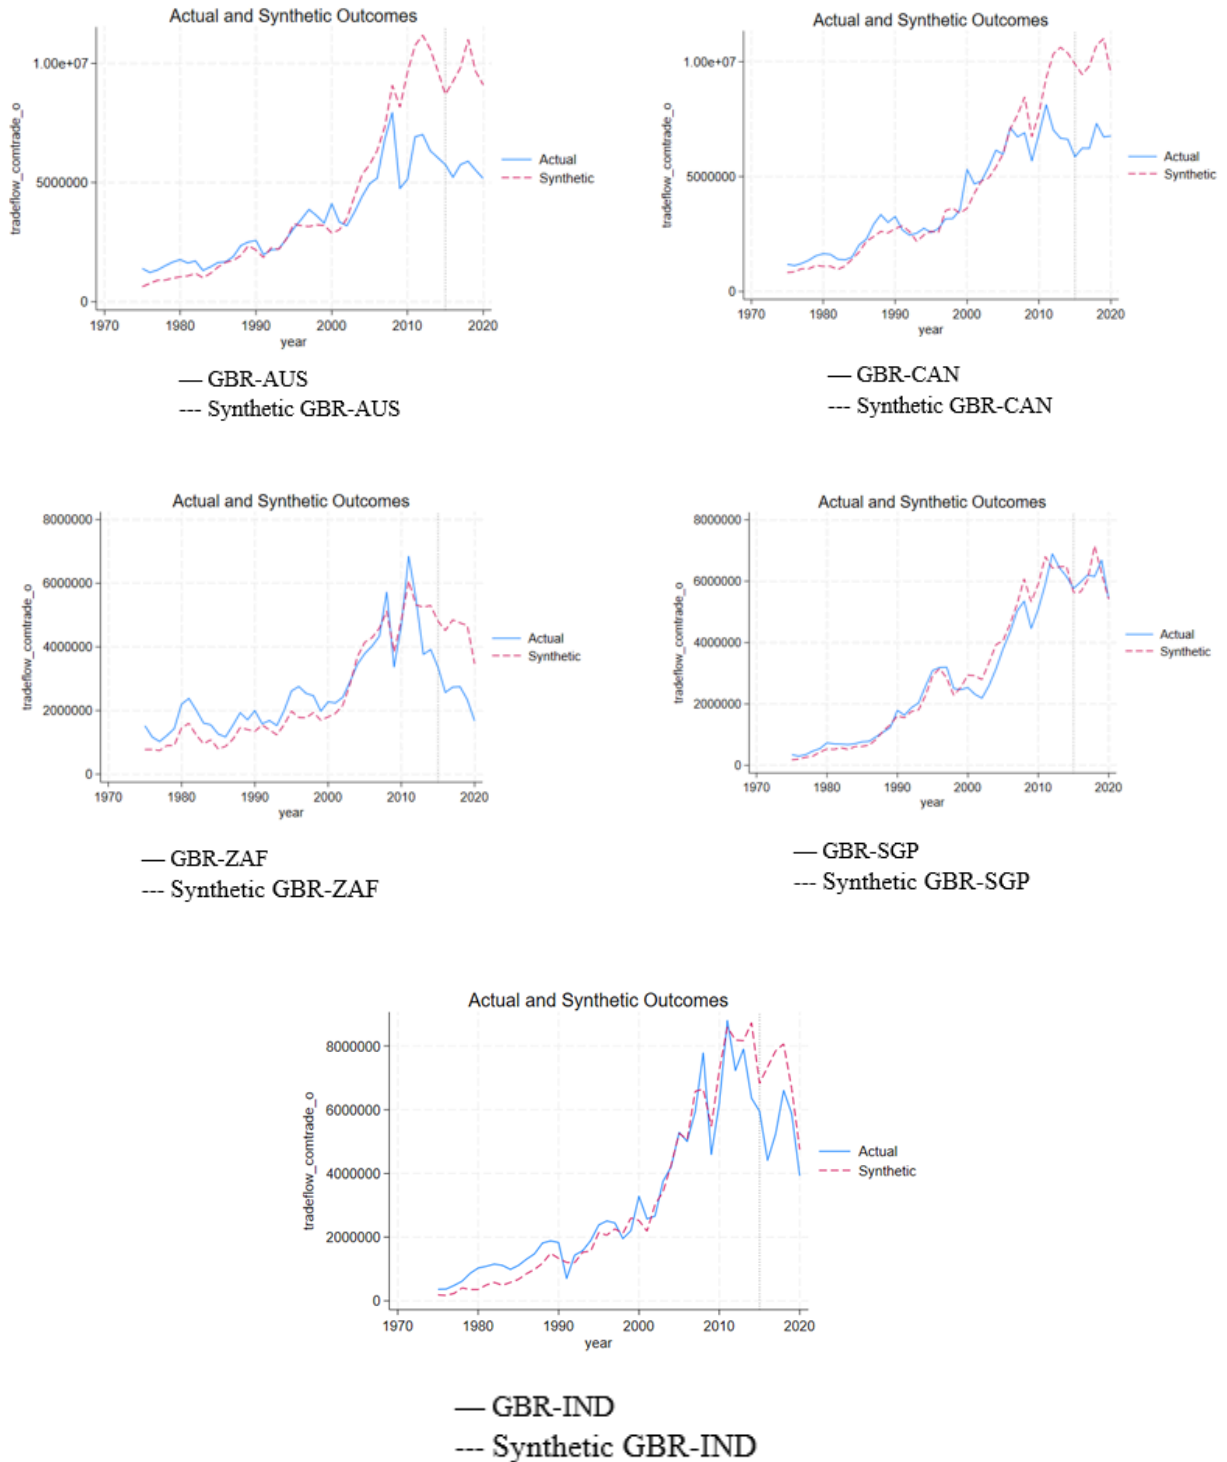 Actual and Synthetic Outcomes
tradeflow_comtrade_o
1.00e+07
5000000
0
1970 1980 1990 2000 2010 2020
year
Actual
Synthetic
— GBR-AUS
--- Synthetic GBR-AUS
Actual and Synthetic Outcomes
tradeflow_comtrade_o
1.00e+07
5000000
0
1970 1980 1990 2000 2010 2020
year
Actual
Synthetic
— GBR-CAN
--- Synthetic GBR-CAN
Actual and Synthetic Outcomes
tradeflow_comtrade_o
8000000
6000000
4000000
2000000
0
1970 1980 1990 2000 2010 2020
year
Actual
Synthetic
— GBR-ZAF
--- Synthetic GBR-ZAF
Actual and Synthetic Outcomes
tradeflow_comtrade_o
8000000
6000000
4000000
2000000
0
1970 1980 1990 2000 2010 2020
year
Actual
Synthetic
— GBR-SGP
--- Synthetic GBR-SGP
Actual and Synthetic Outcomes
tradeflow_comtrade_o
8000000
6000000
4000000
2000000
0
1970 1980 1990 2000 2010 2020
year
Actual
Synthetic
— GBR-IND
--- Synthetic GBR-IND